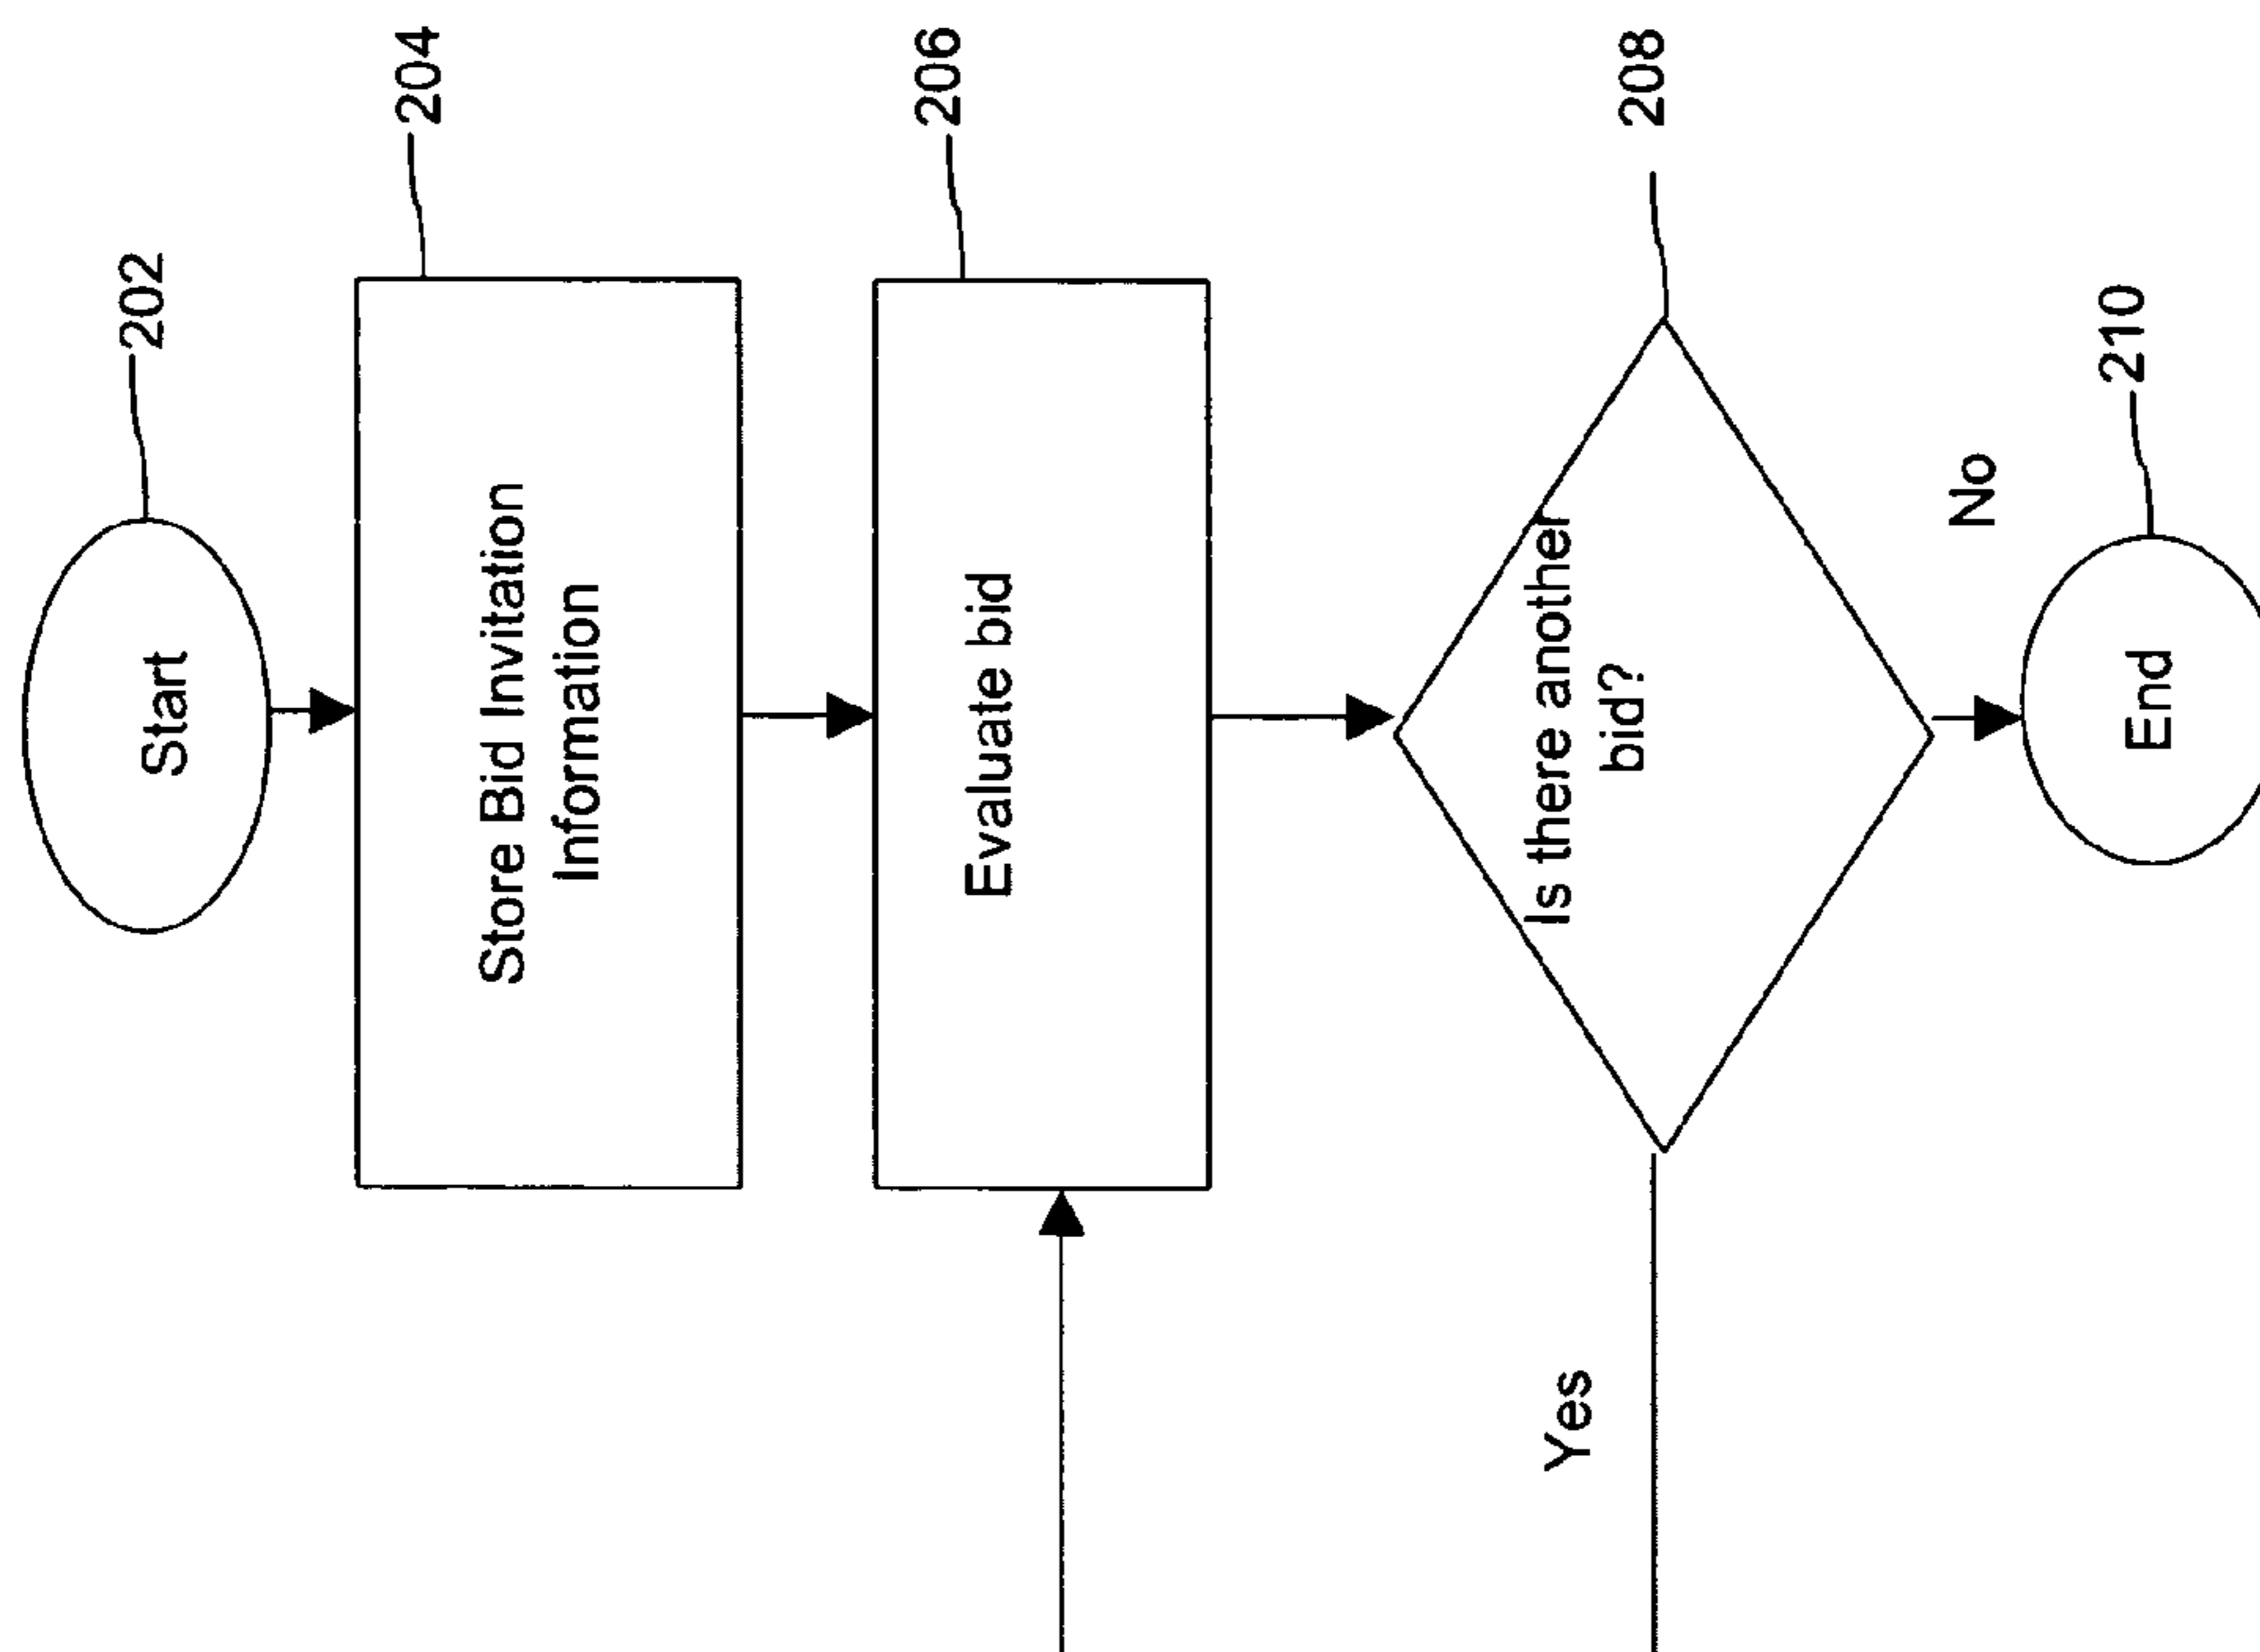 Start
202
Store Bid Invitation
Information
204
Evaluate bid
206
Is there another
bid?
208
Yes
No
End
210